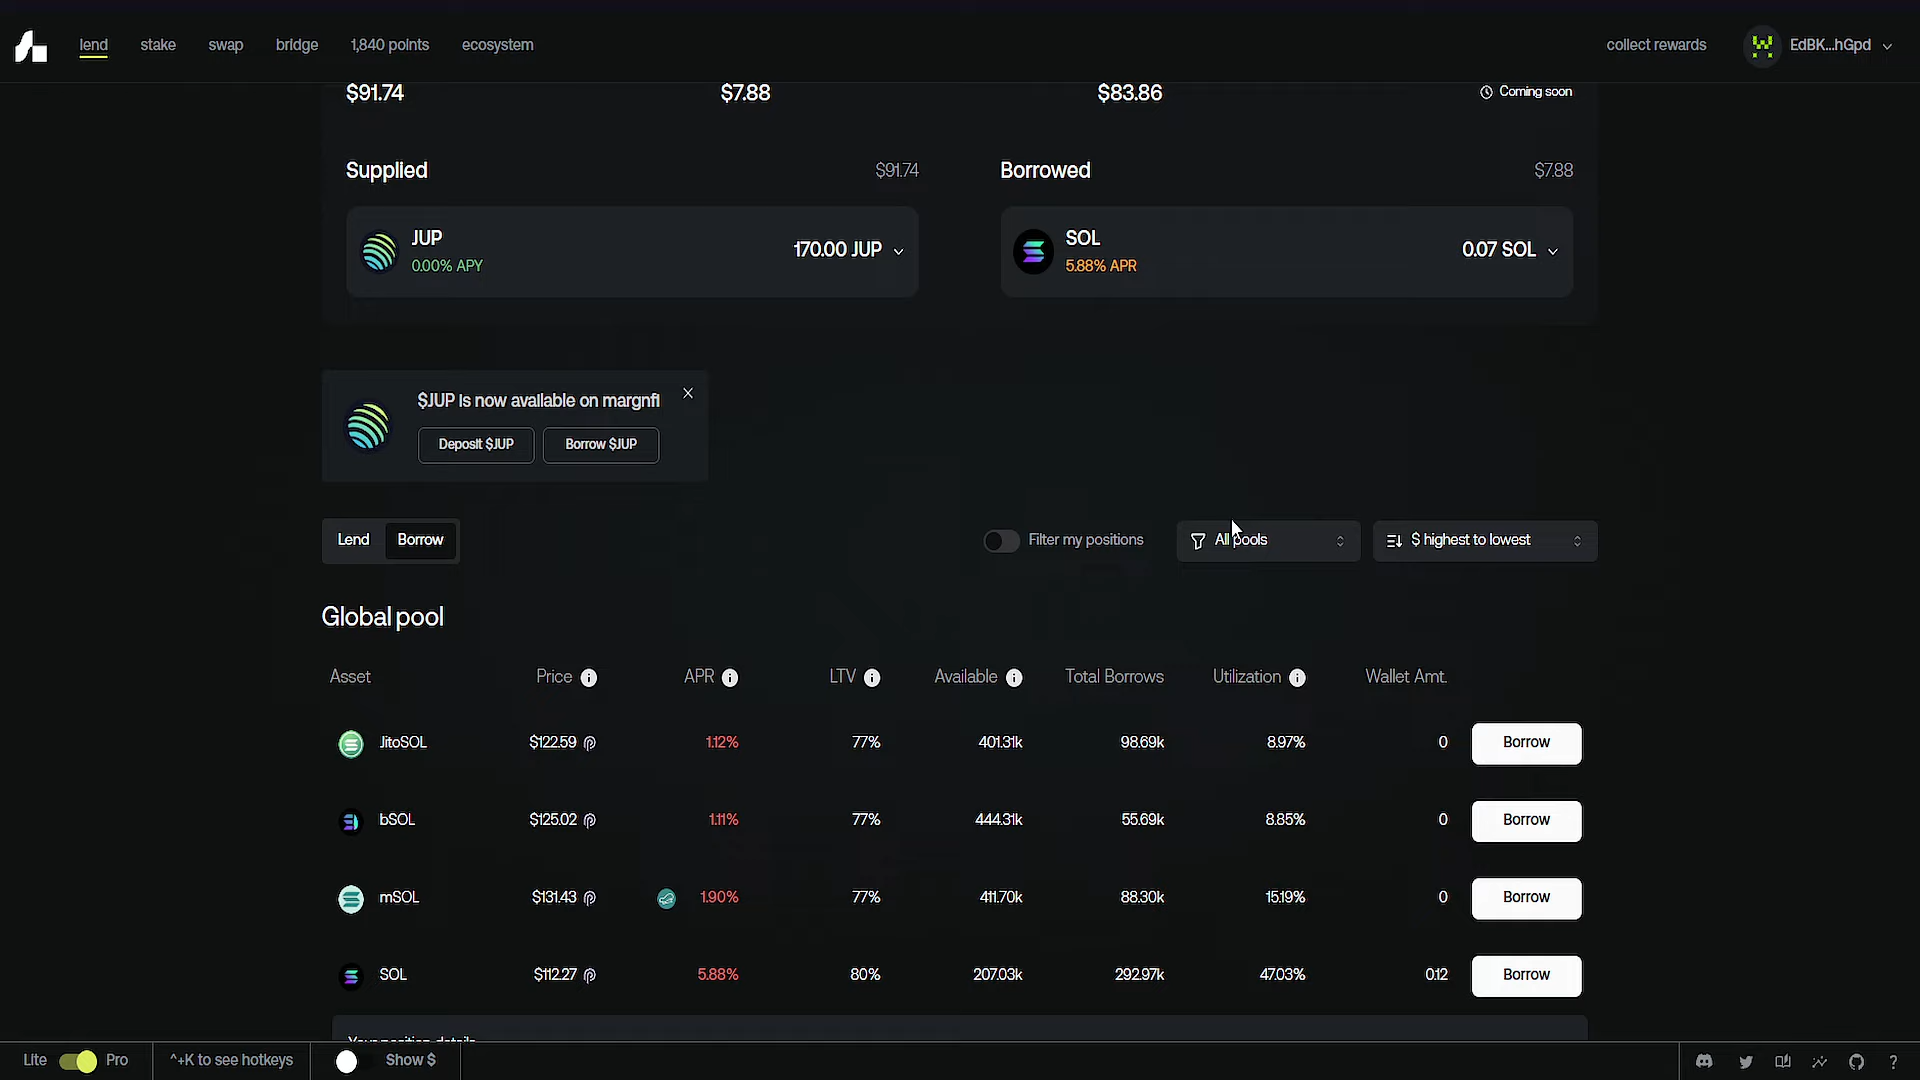 lend stake swap bridge 1,840 points ecosystem collect rewards EdBK...hGpd
$91.74 $7.88 $83.86 Coming soon
Supplied $91.74 Borrowed $7.88
JUP 170.00 JUP SOL 0.07 SOL
0.00% APY 5.88% APR
$JUP is now available on margnfi
Deposit $JUP Borrow $JUP
Lend Borrow Filter my positions All pools $ highest to lowest
Global pool
Asset Price APR LTV Available Total Borrows Utilization Wallet Amt.
JitoSOL $122.59 1.12% 77% 401.31k 98.69k 8.97% 0 Borrow
bSOL $125.02 1.11% 77% 444.31k 55.69k 8.85% 0 Borrow
mSOL $131.43 1.90% 77% 411.70k 88.30k 15.19% 0 Borrow
SOL $112.27 5.88% 80% 207.03k 292.97k 47.03% 0.12 Borrow
Your position details
Lite Pro ^+K to see hotkeys Show $ ?